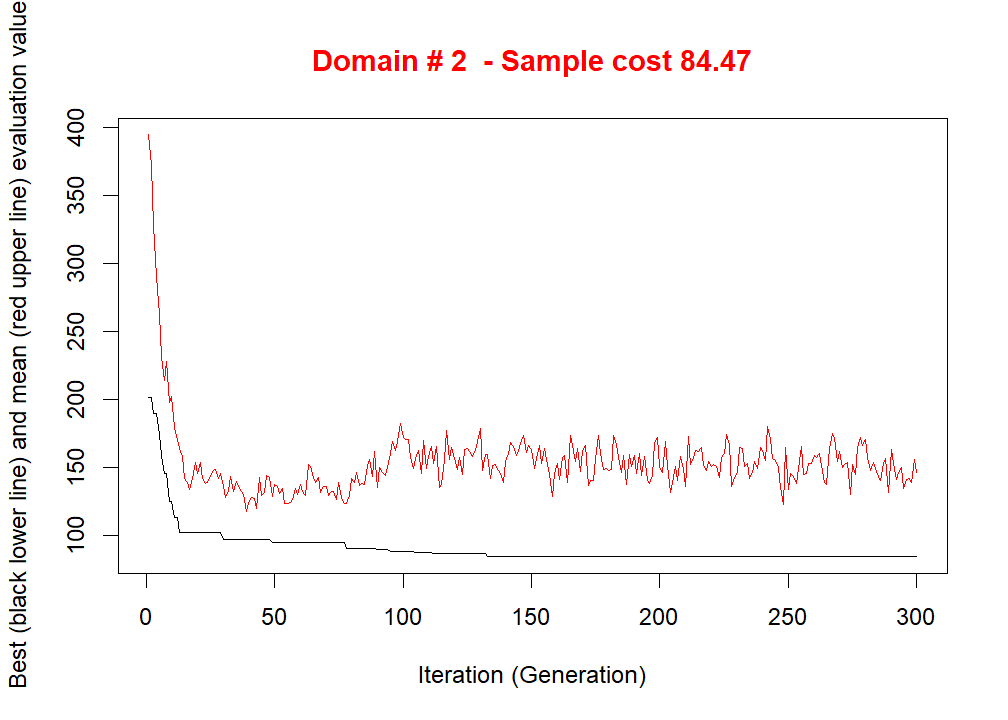 Domain # 2  - Sample cost 84.47
Best (black lower line) and mean (red upper line) evaluation value
400
350
300
250
200
150
100
0 50 100 150 200 250 300
Iteration (Generation)